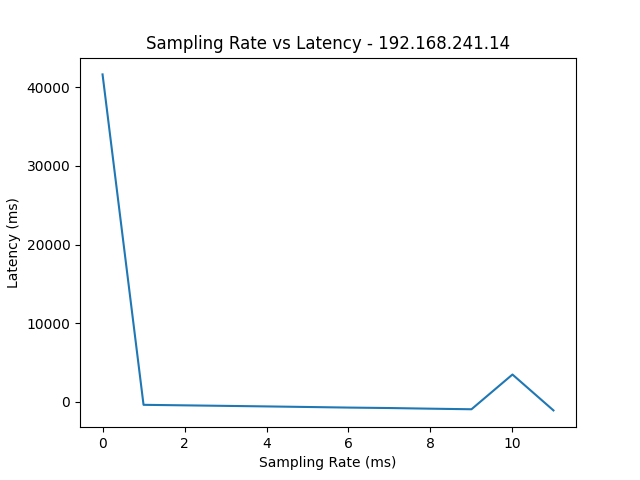 Sampling Rate vs Latency - 192.168.241.14
40000
30000
20000
10000
0
Latency (ms)
0 2 4 6 8 10
Sampling Rate (ms)